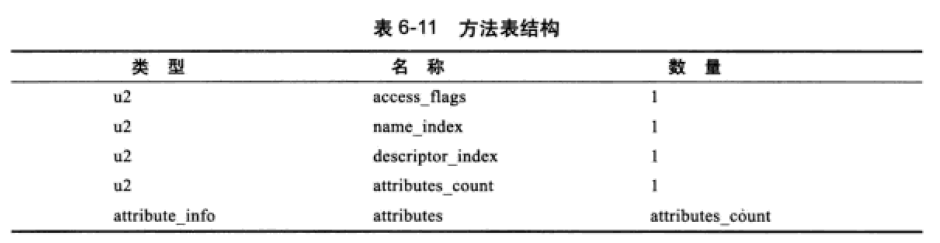 表 6-11 方法表结构
类 型 名 称 数 量
u2 access_flags 1
u2 name_index 1
u2 descriptor_index 1
u2 attributes_count 1
attribute_info attributes attributes_count